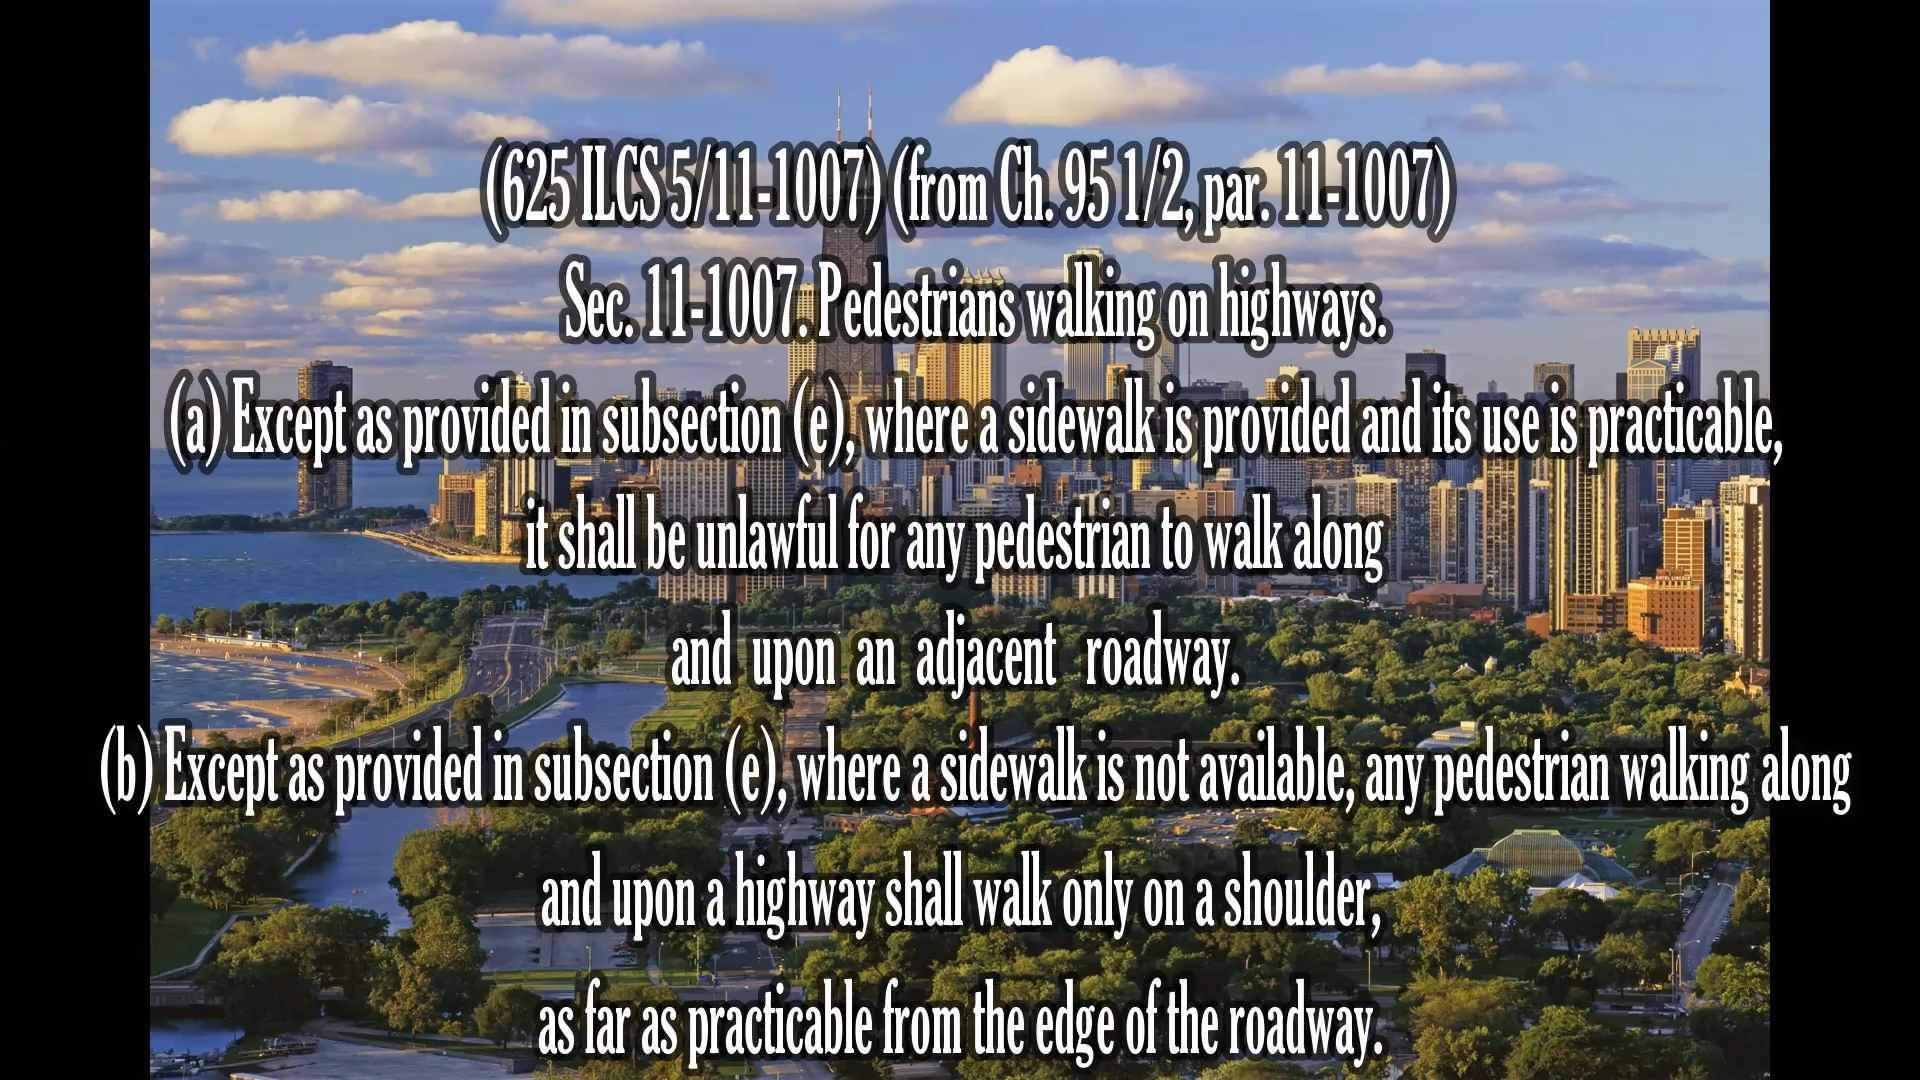 (625 ILCS 5/11-1007) (from Ch. 95 1/2, par. 11-1007)
Sec. 11-1007. Pedestrians walking on highways.
(a) Except as provided in subsection (e), where a sidewalk is provided and its use is practicable,
it shall be unlawful for any pedestrian to walk along
and upon an adjacent roadway.
(b) Except as provided in subsection (e), where a sidewalk is not available, any pedestrian walking along
and upon a highway shall walk only on a shoulder,
as far as practicable from the edge of the roadway.